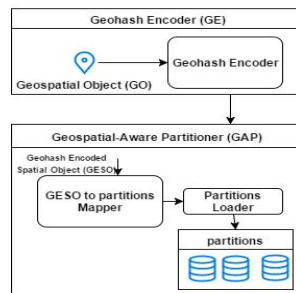 Geohash Encoder (GE)
Geohash Encoder
Geospatial Object (GO)
Geospatial-Aware Partitioner (GAP)
Geohash Encoded
Spatial Object (GESO)
GESO to partitions
Mapper
Partitions
Loader
partitions